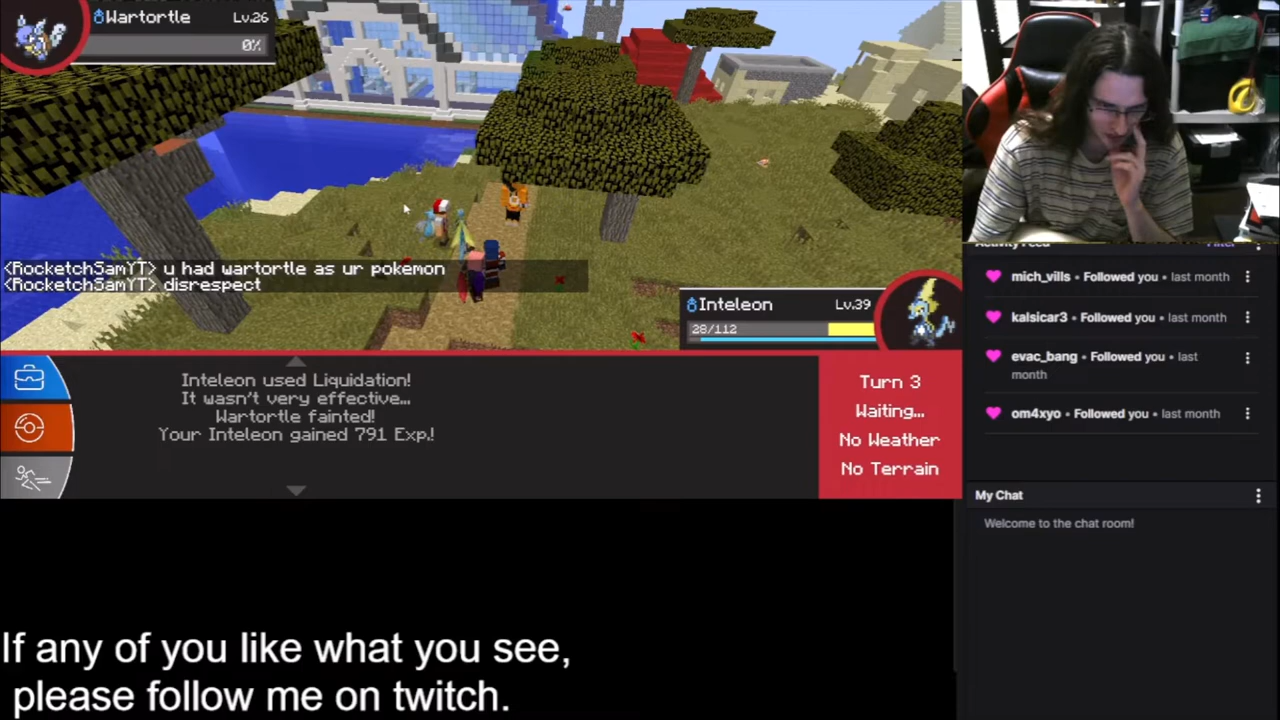 Wartortle Lv.26
0%
<RocketchSamYT> u had wartortle as ur pokemon
<RocketchSamYT> disrespect
Inteleon Lv.39
28/112
Inteleon used Liquidation!
It wasn't very effective...
Wartortle fainted!
Your Inteleon gained 791 Exp.!
Turn 3
Waiting...
No Weather
No Terrain
Activity Feed
Filter
mich_vills • Followed you • last month
kalsicar3 • Followed you • last month
evac_bang • Followed you • last
month
om4xyo • Followed you • last month
My Chat
Welcome to the chat room!
If any of you like what you see,
please follow me on twitch.